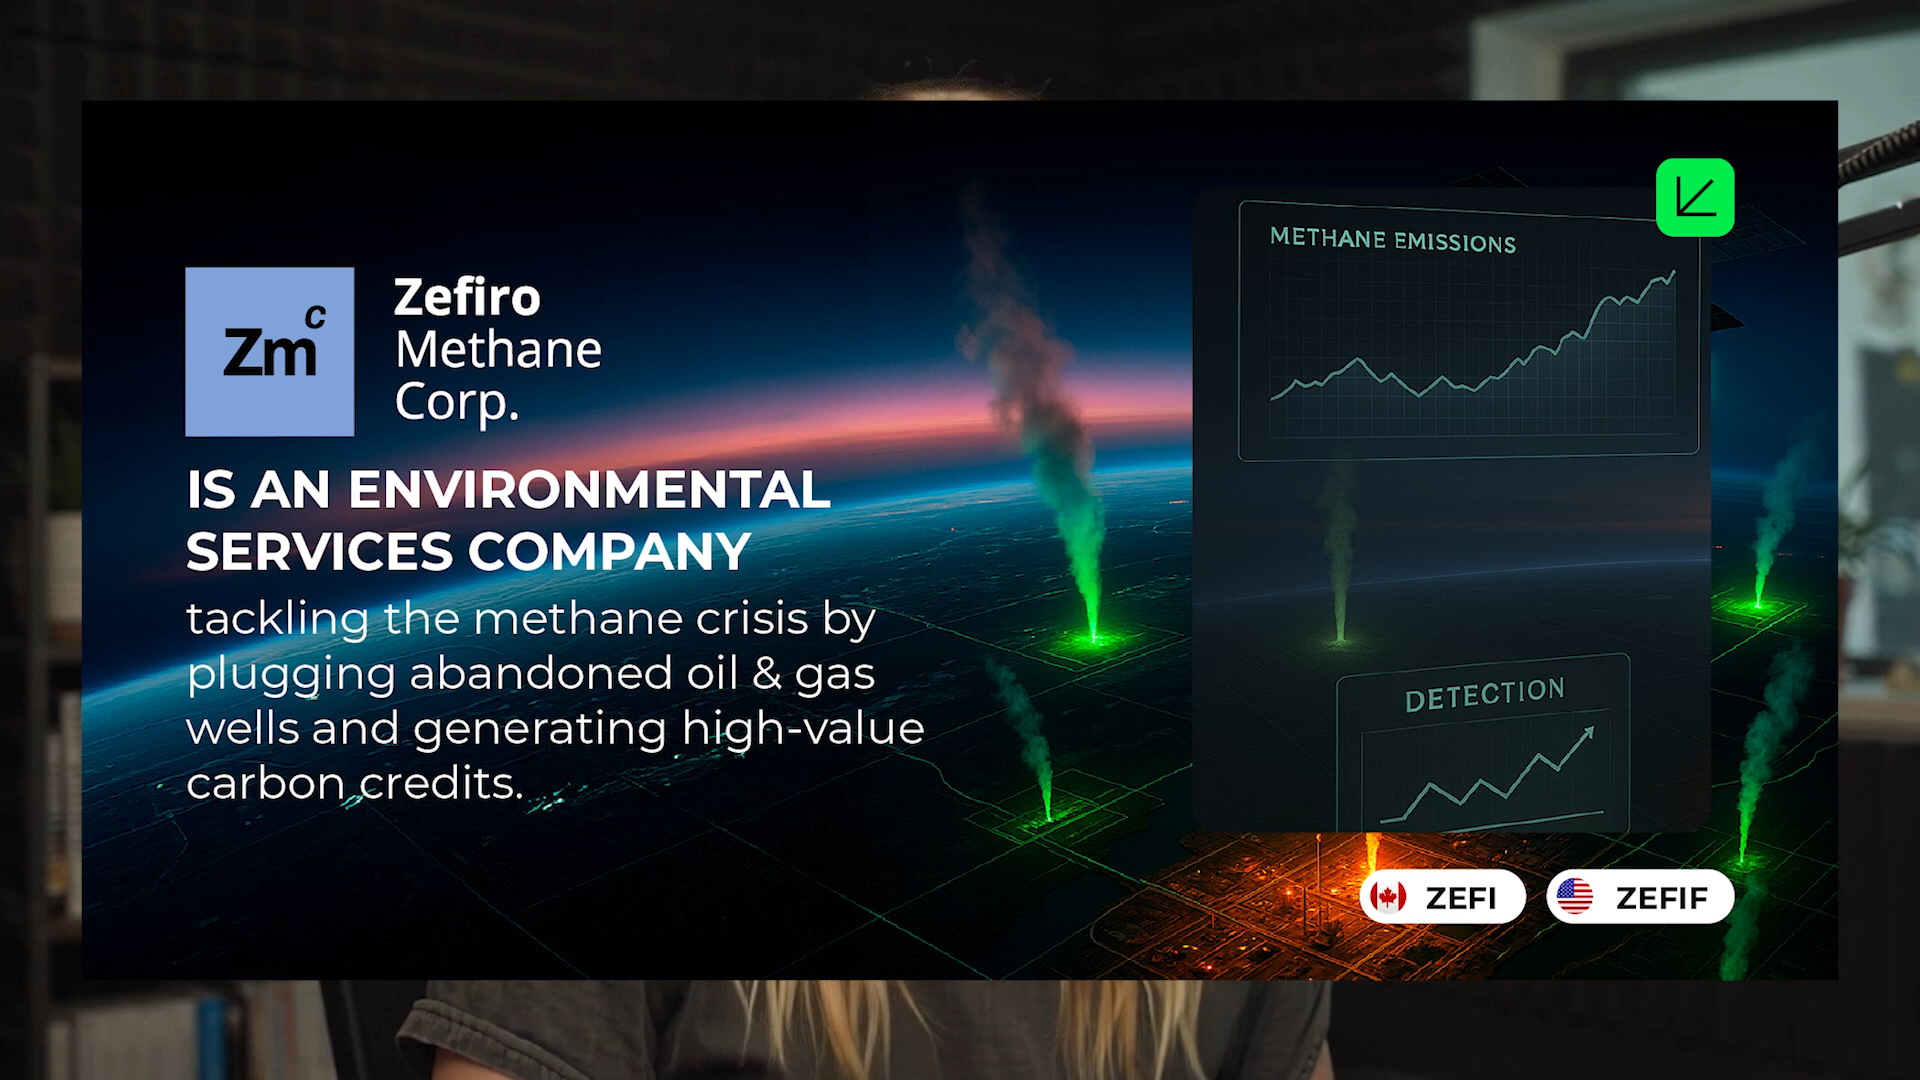 Zm
c
Zefiro
Methane
Corp.
IS AN ENVIRONMENTAL
SERVICES COMPANY
tackling the methane crisis by
plugging abandoned oil & gas
wells and generating high-value
carbon credits.
METHANE EMISSIONS
DETECTION
ZEFI
ZEFIF